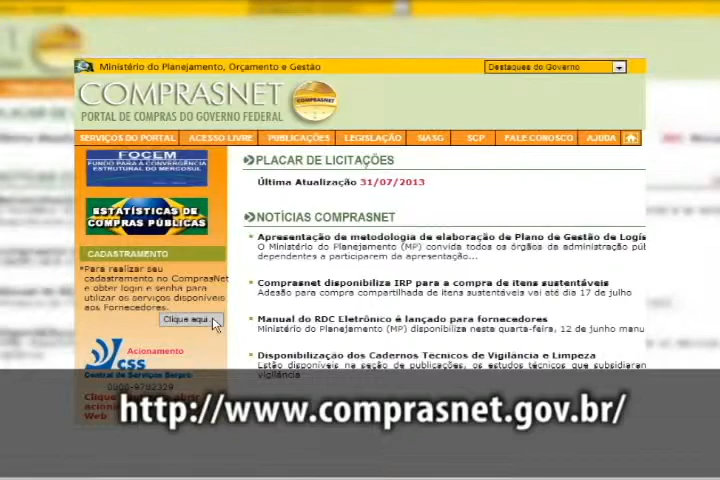 Ministério do Planejamento, Orçamento e Gestão
Destaques do Governo
COMPRASNET
COMPRASNET
PORTAL DE COMPRAS DO GOVERNO FEDERAL
SERVIÇOS DO PORTAL ACESSO LIVRE PUBLICAÇÕES LEGISLAÇÃO SIASG SCP FALE CONOSCO AJUDA
FOCEM
FUNDO PARA A CONVERGÊNCIA
ESTRUTURAL DO MERCOSUL
ESTATÍSTICAS DE
COMPRAS PÚBLICAS
CADASTRAMENTO
*Para realizar seu
cadastramento no ComprasNet
e obter login e senha para
utilizar os serviços disponíveis
aos Fornecedores.
Clique aqui
Acionamento
CSS
Central de Serviços Serpro
0800-9782329
Clique
abrir
acion
Web
PLACAR DE LICITAÇÕES
Última Atualização 31/07/2013
NOTÍCIAS COMPRASNET
Apresentação de metodologia de elaboração de Plano de Gestão de Logís
O Ministério do Planejamento (MP) convida todos os órgãos da administração púl
dependentes a participarem da apresentação...
Comprasnet disponibiliza IRP para a compra de itens sustentáveis
Adesão para compra compartilhada de itens sustentáveis vai até dia 17 de julho
Manual do RDC Eletrônico é lançado para fornecedores
Ministério do Planejamento (MP) disponibiliza nesta quarta-feira, 12 de junho manu
Disponibilização dos Cadernos Técnicos de Vigilância e Limpeza
Estão disponíveis na seção de publicações, os estudos técnicos que subsidiaram
vigilância
http://www.comprasnet.gov.br/